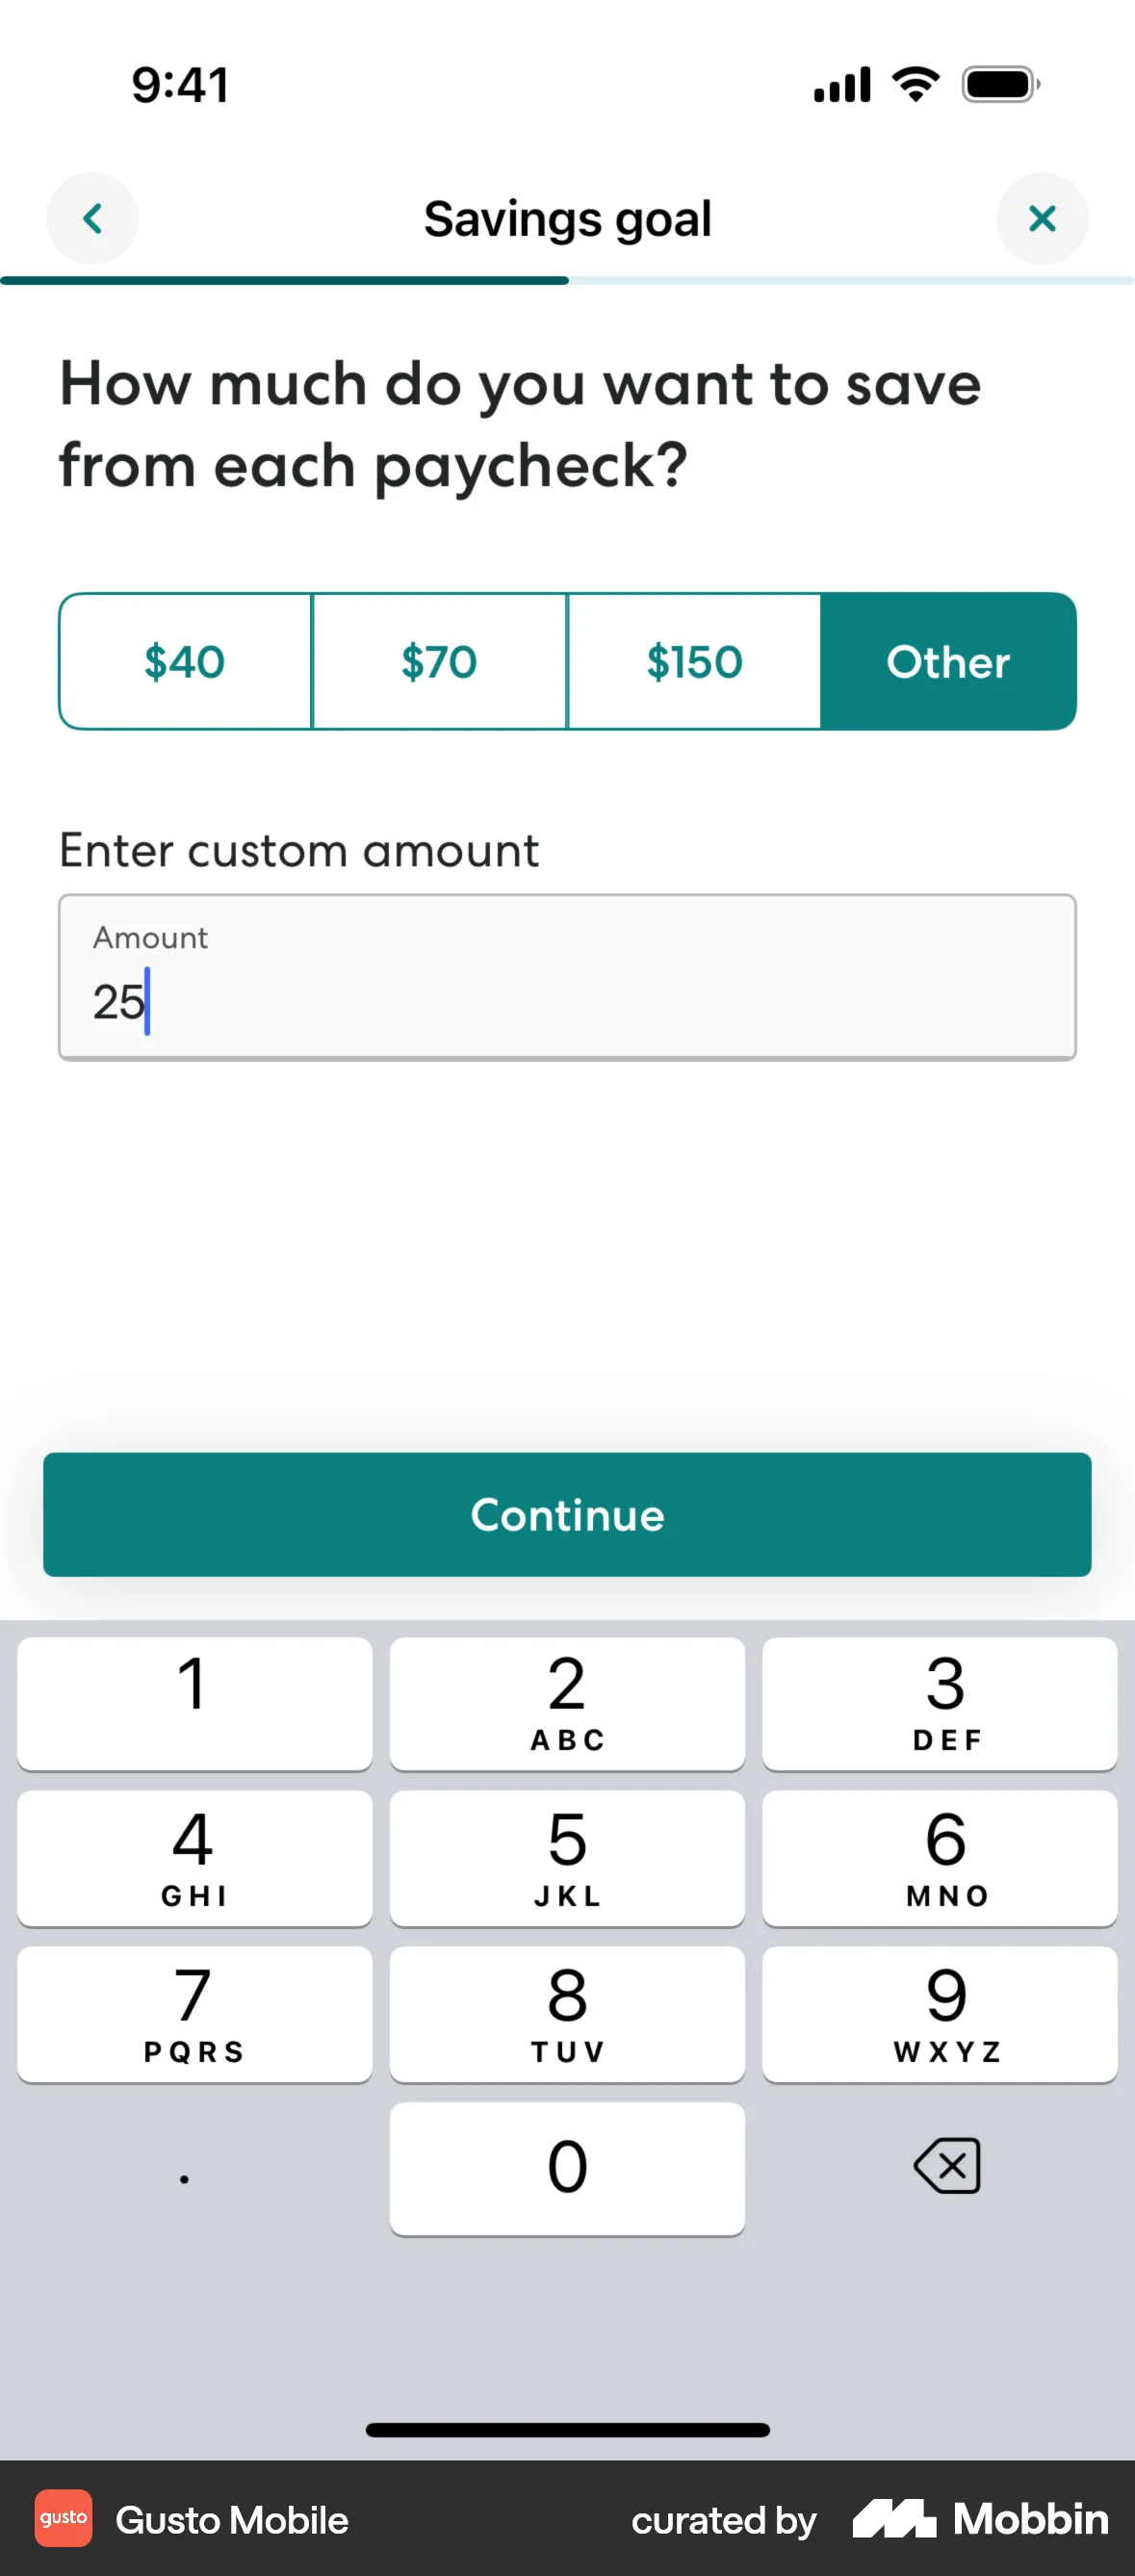 9:41
Savings goal
How much do you want to save
from each paycheck?
$40 $70 $150 Other
Enter custom amount
Amount
25
Continue
1 2 3
ABC DEF
4 5 6
GHI JKL MNO
7 8 9
PQRS TUV WXYZ
. 0
gusto Gusto Mobile curated by Mobbin